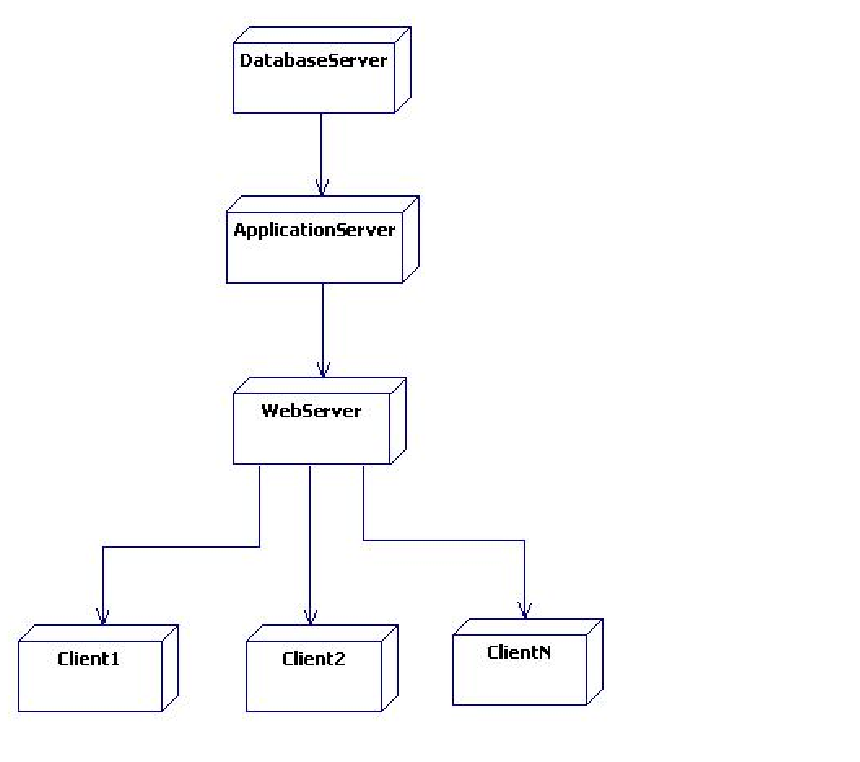 DatabaseServer
ApplicationServer
WebServer
Client1
Client2
ClientN